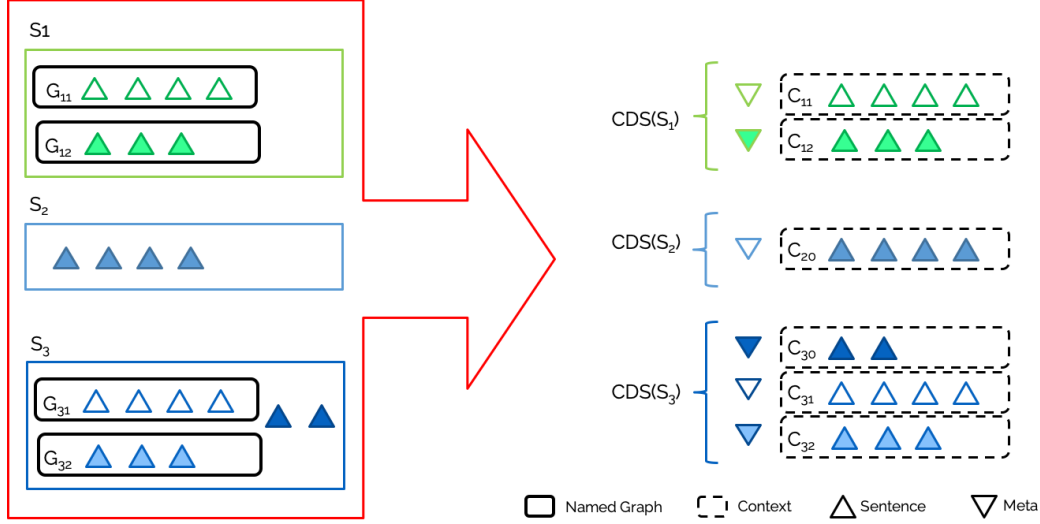 S1
G₁₁
G₁₂
S₂
S₃
G₃₁
G₃₂
CDS(S₁)
C₁₁
C₁₂
CDS(S₂)
C₂₀
CDS(S₃)
C₃₀
C₃₁
C₃₂
Named Graph
Context
Sentence
Meta